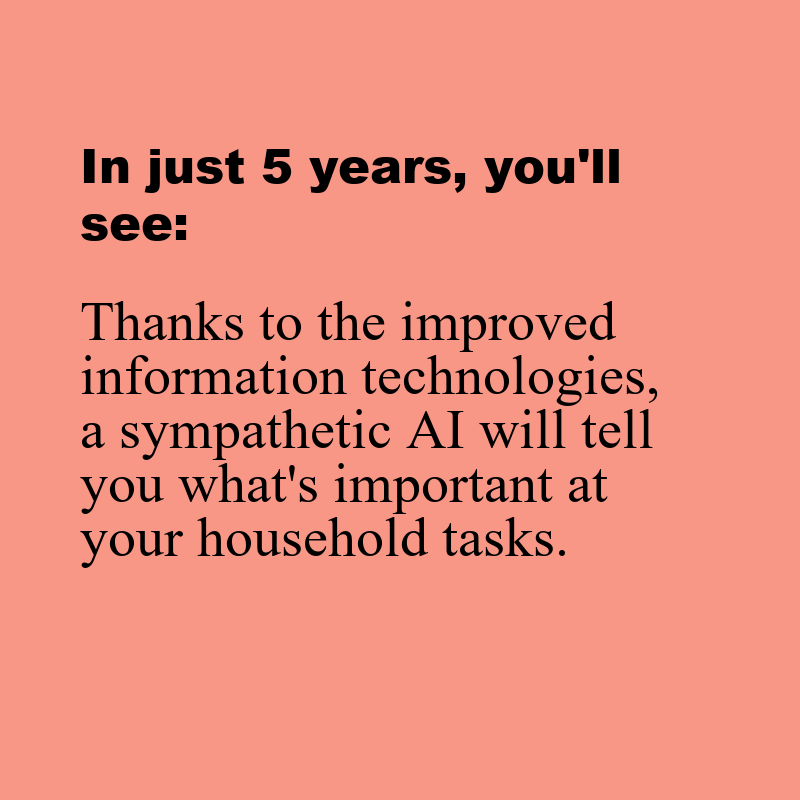 In just 5 years, you'll
see:
Thanks to the improved
information technologies,
a sympathetic AI will tell
you what's important at
your household tasks.